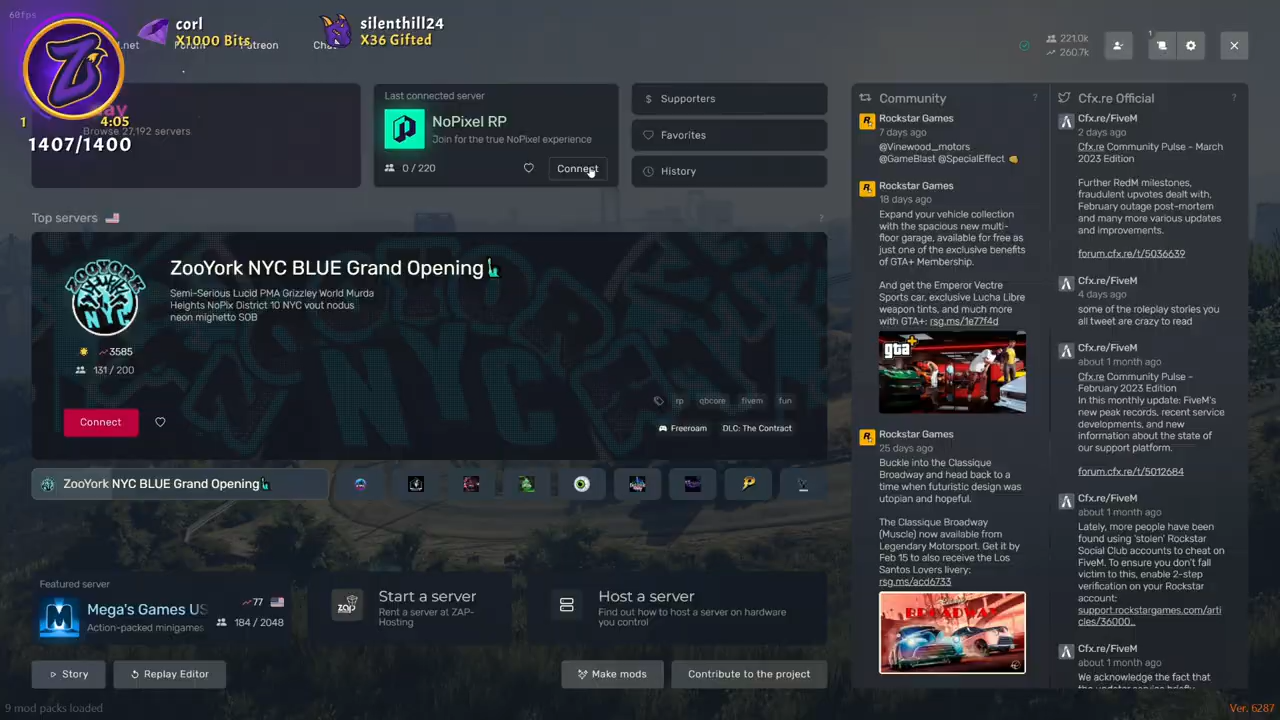 60fps
corl
X1000 Bits
silenthill24
X36 Gifted
.net
Forum
Patreon
1
221.0k
260.7k
Z
1
4:05
1407/1400
Browse 27,192 servers
Last connected server
NoPixel RP
Join for the true NoPixel experience
0 / 220
Connect
$ Supporters
Favorites
History
Top servers
?
ZooYork NYC BLUE Grand Opening
Semi-Serious Lucid PMA Grizzley World Murda
Heights NoPix District 10 NYC vout nodus
neon mighetto SOB
3585
131 / 200
Connect
rp
qbcore
fivem
fun
Freeroam
DLC: The Contract
ZooYork NYC BLUE Grand Opening
Featured server
Mega's Games US
Action-packed minigames
77
184 / 2048
ZAP
Start a server
Rent a server at ZAP-
Hosting
Host a server
Find out how to host a server on hardware
you control
Story
Replay Editor
Make mods
Contribute to the project
9 mod packs loaded
Community
?
Rockstar Games
7 days ago
@Vinewood_motors
@GameBlast @SpecialEffect 👊
Rockstar Games
18 days ago
Expand your vehicle collection
with the spacious new multi-
floor garage, available for free as
just one of the exclusive benefits
of GTA+ Membership.
And get the Emperor Vectre
Sports car, exclusive Lucha Libre
weapon tints, and much more
with GTA+: rsg.ms/1e77f4d
gta+
Rockstar Games
25 days ago
Buckle into the Classique
Broadway and head back to a
time when futuristic design was
utopian and hopeful.
The Classique Broadway
(Muscle) now available from
Legendary Motorsport. Get it by
Feb 15 to also receive the Los
Santos Lovers livery:
rsg.ms/acd6733
BROADWAY
Cfx.re Official
?
Cfx.re/FiveM
2 days ago
Cfx.re Community Pulse – March
2023 Edition
Further RedM milestones,
fraudulent upvotes dealt with,
February outage post-mortem
and many more various updates
and improvements.
forum.cfx.re/t/5036639
Cfx.re/FiveM
4 days ago
some of the roleplay stories you
all tweet are crazy to read
Cfx.re/FiveM
about 1 month ago
Cfx.re Community Pulse –
February 2023 Edition
In this monthly update: FiveM's
new peak records, recent service
developments, and new
information about the state of
our support platform.
forum.cfx.re/t/5012684
Cfx.re/FiveM
about 1 month ago
Lately, more people have been
found using 'stolen' Rockstar
Social Club accounts to cheat on
FiveM. To ensure you don't fall
victim to this, enable 2-step
verification on your Rockstar
account:
support.rockstargames.com/arti
cles/36000..
Cfx.re/FiveM
about 1 month ago
We acknowledge the fact that
Ver. 6287